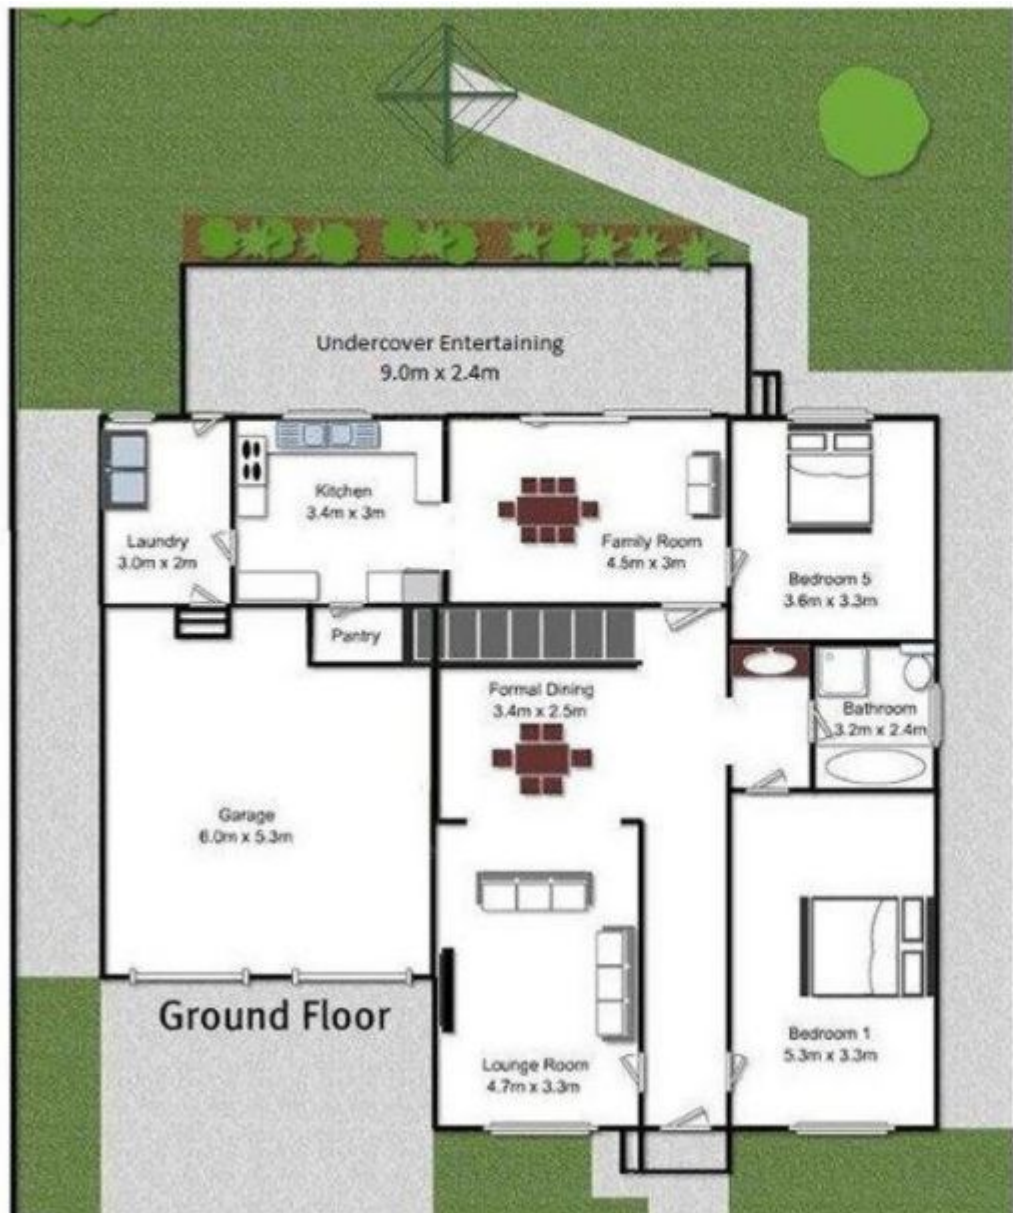 Undercover Entertaining
9.0m x 2.4m
Kitchen
3.4m x 3m
Laundry
3.0m x 2m
Family Room
4.5m x 3m
Bedroom 5
3.6m x 3.3m
Pantry
Formal Dining
3.4m x 2.5m
Bathroom
3.2m x 2.4m
Garage
6.0m x 5.3m
Ground Floor
Bedroom 1
5.3m x 3.3m
Lounge Room
4.7m x 3.3m